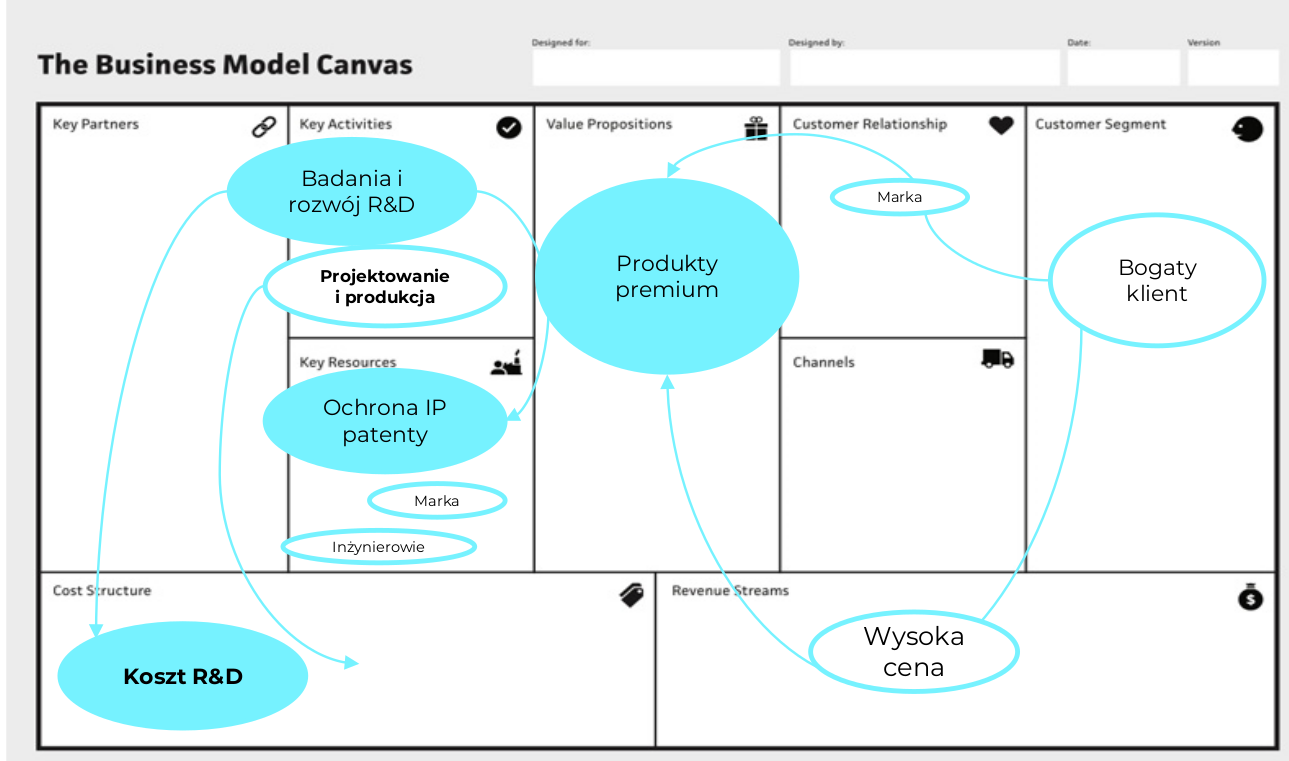 The Business Model Canvas
Designed for:
Designed by:
Date:
Version
Key Partners
Key Activities
Badania i
rozwój R&D
Projektowanie
i produkcja
Key Resources
Ochrona IP
patenty
Marka
Inżynierowie
Value Propositions
Produkty
premium
Customer Relationship
Marka
Channels
Customer Segment
Bogaty
klient
Cost Structure
Koszt R&D
Revenue Streams
Wysoka
cena
$